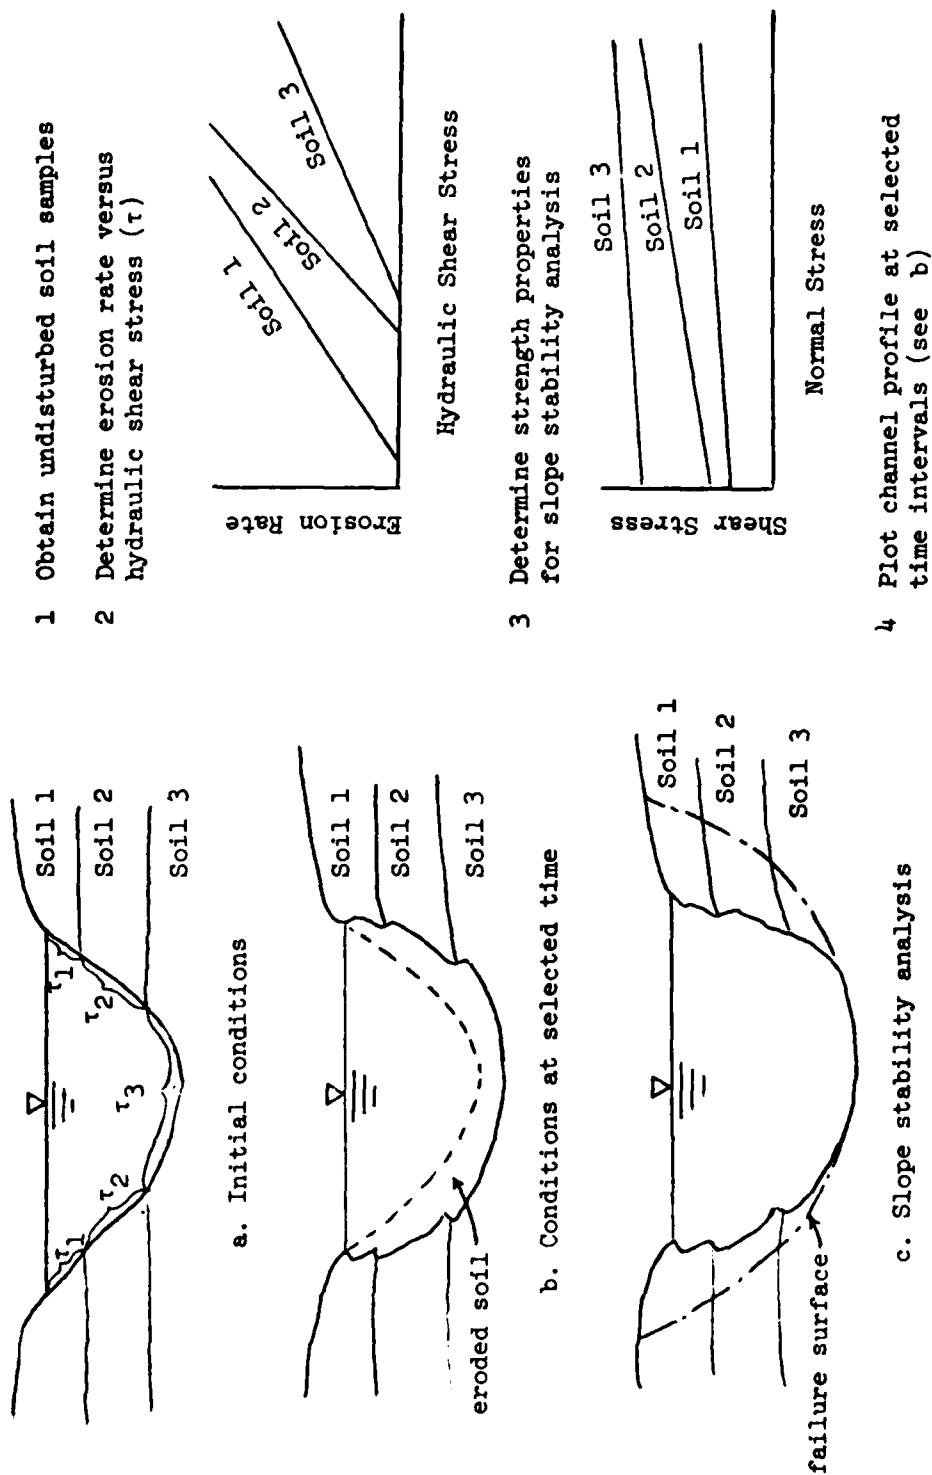 τ1
τ1
τ2
τ2
τ3
Soil 1
Soil 2
Soil 3
a. Initial conditions
Soil 1
Soil 2
Soil 3
eroded soil
b. Conditions at selected time
Soil 1
Soil 2
Soil 3
failure surface
c. Slope stability analysis
1 Obtain undisturbed soil samples
2 Determine erosion rate versus
hydraulic shear stress (τ)
Erosion Rate
Soil 1
Soil 2
Soil 3
Hydraulic Shear Stress
3 Determine strength properties
for slope stability analysis
Shear Stress
Soil 3
Soil 2
Soil 1
Normal Stress
4 Plot channel profile at selected
time intervals (see b)